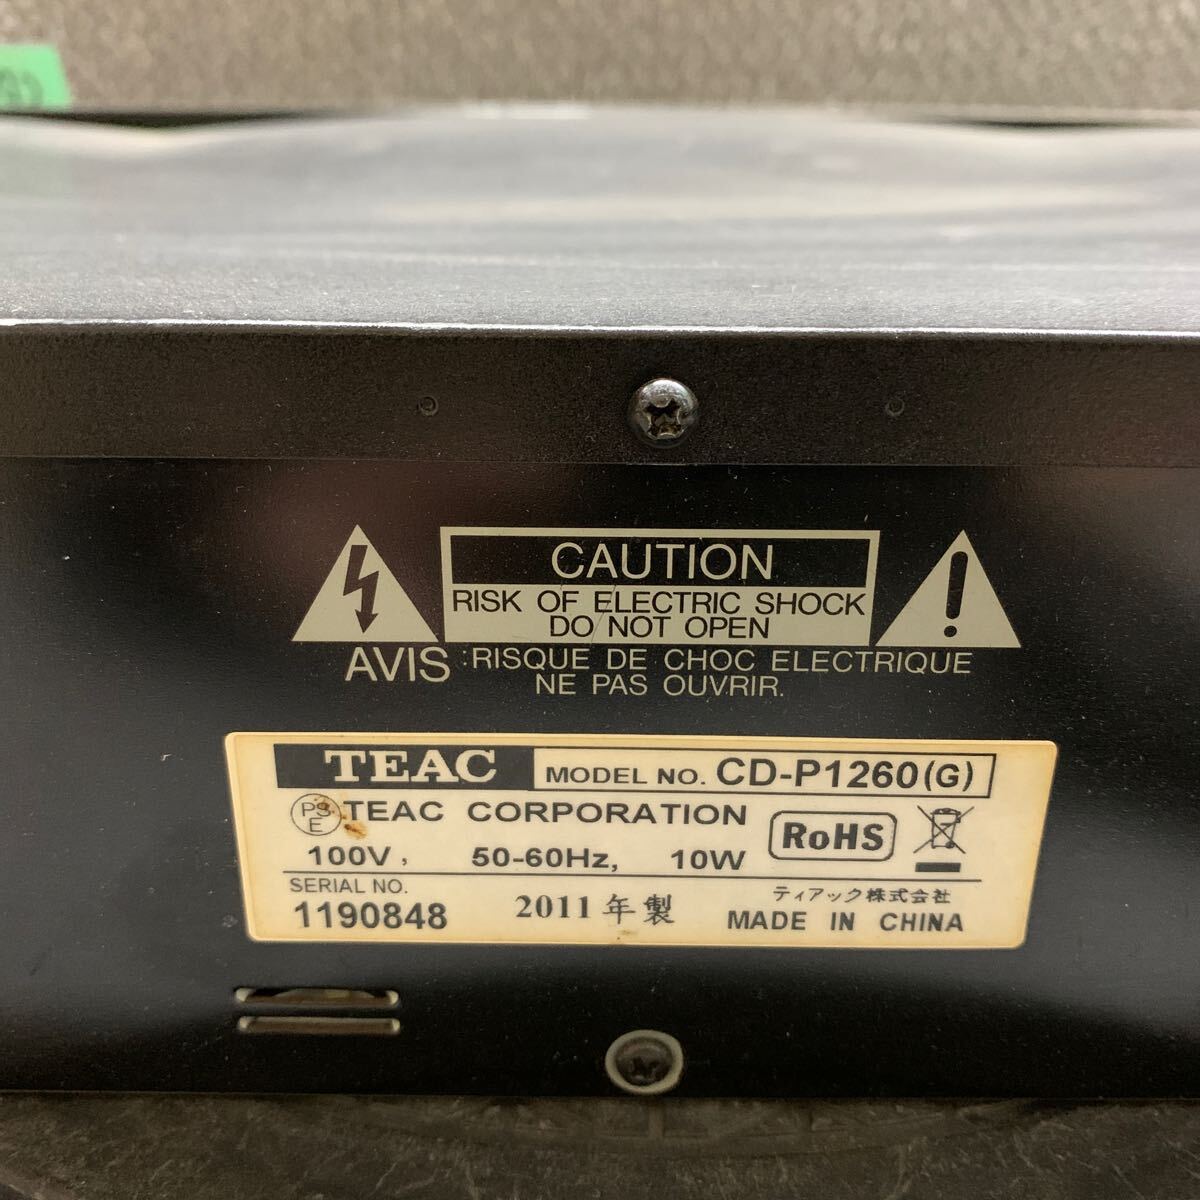 CAUTION
RISK OF ELECTRIC SHOCK
DO NOT OPEN
AVIS :RISQUE DE CHOC ELECTRIQUE
NE PAS OUVRIR.
TEAC MODEL NO. CD-P1260(G)
PSE TEAC CORPORATION RoHS
100V, 50-60Hz, 10W
SERIAL NO.
1190848
2011年製
ティアック株式会社
MADE IN CHINA